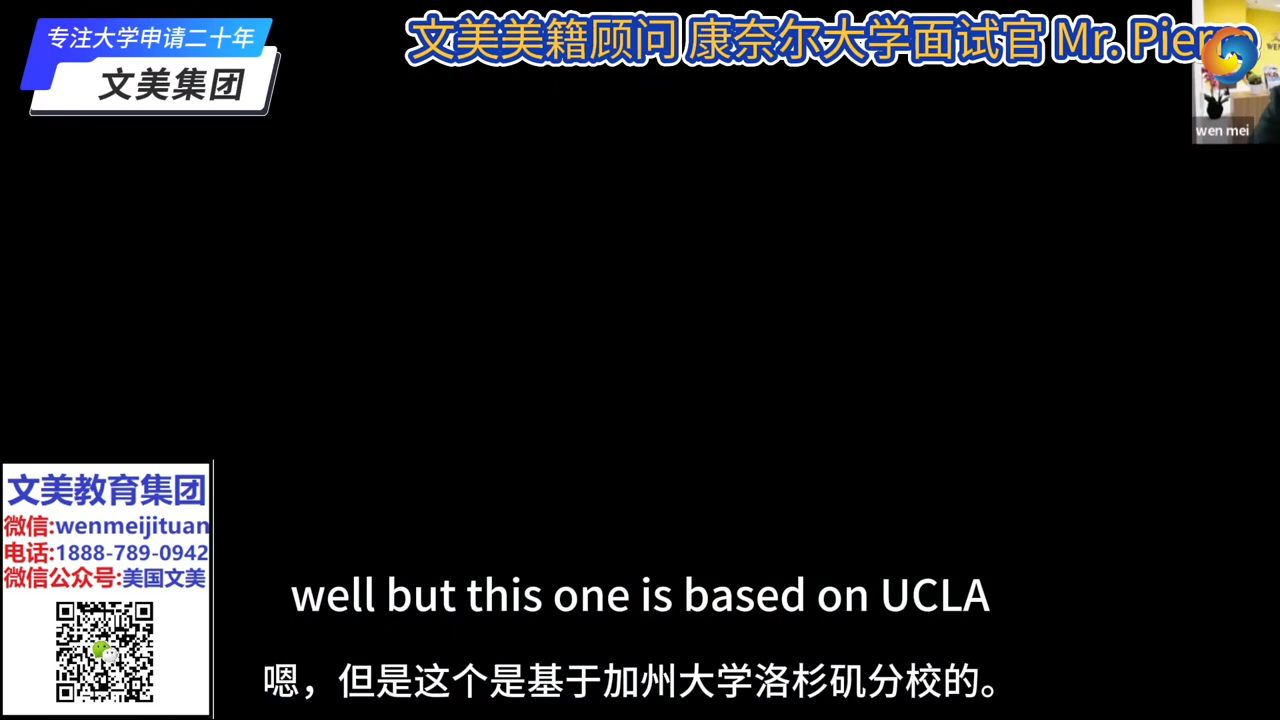 专注大学申请二十年
文美集团
文美美籍顾问 康奈尔大学面试官 Mr. Pierre
wen mei
文美教育集团
微信:wenmeijituan
电话:1888-789-0942
微信公众号:美国文美
well but this one is based on UCLA
嗯，但是这个是基于加州大学洛杉矶分校的。